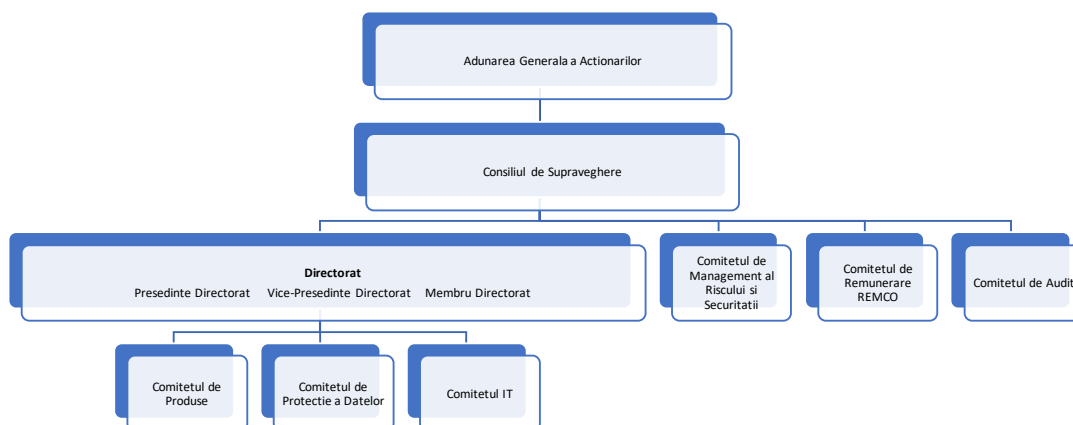 Adunarea Generala a Actionarilor
Consiliul de Supraveghere
Directorat
Presedinte Directorat Vice-Presedinte Directorat Membru Directorat
Comitetul de
Management al
Riscului si
Securitatii
Comitetul de
Remunerare
REMCO
Comitetul de Audit
Comitetul de
Produse
Comitetul de
Protectie a Datelor
Comitetul IT